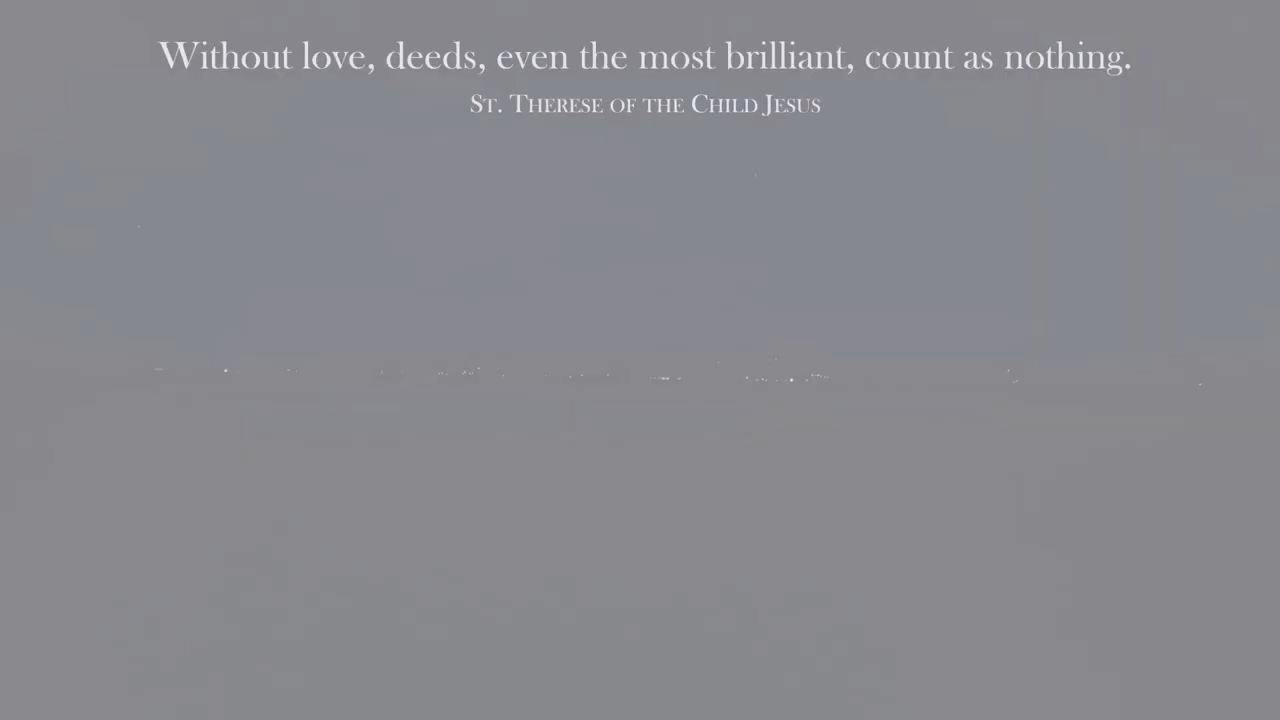 Without love, deeds, even the most brilliant, count as nothing.
St. Therese of the Child Jesus